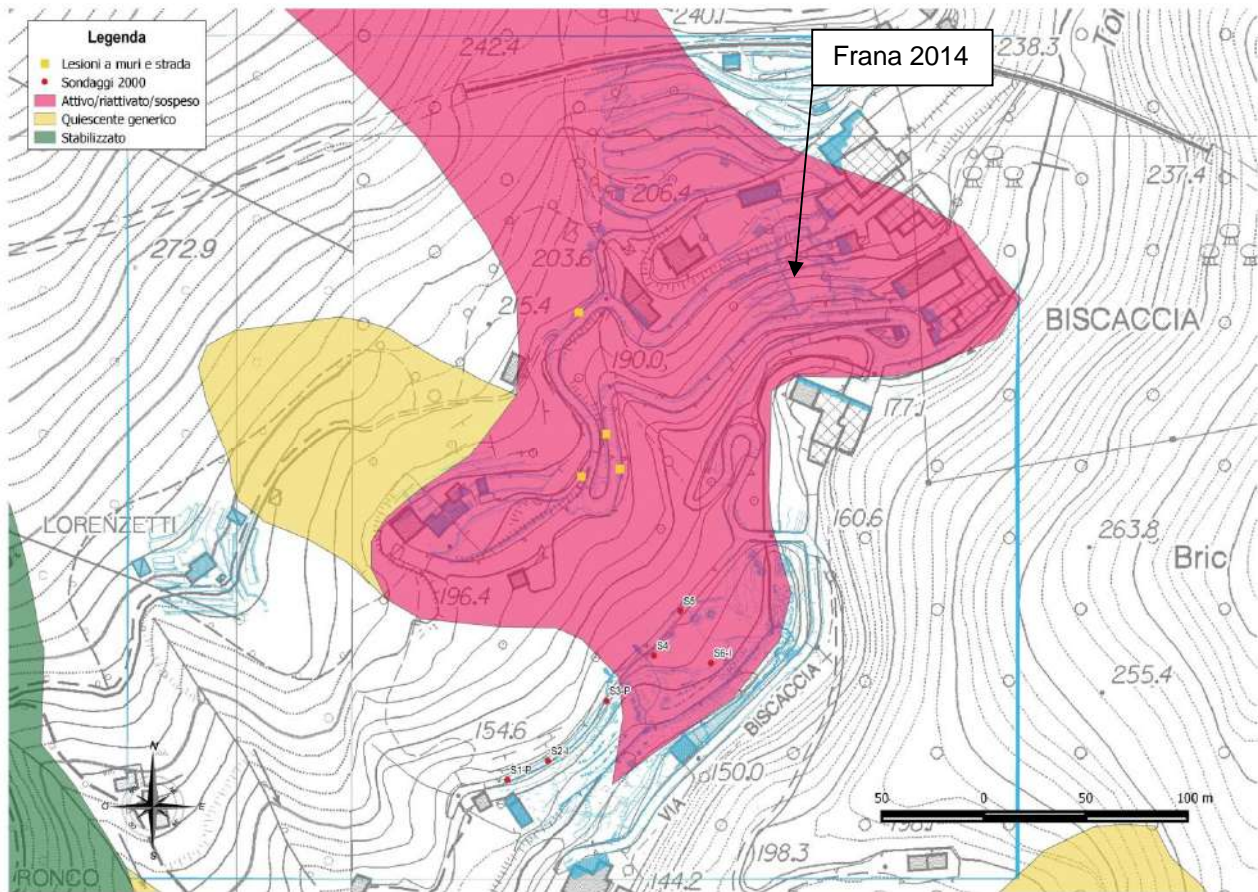 Legenda
Lesioni a muri e strada
Sondaggi 2000
Attivo/riattivato/sospeso
Quiescente generico
Stabilizzato
240.1
242.4
Frana 2014
238.3
237.4
206.4
272.9
203.6
215.4
BISCACCIA
190.0
177.1
LORENZETTI
160.6
263.8
Bric
196.4
S5
S4
S6-I
255.4
S3-P
BISCACCIA
154.6
S2-I
S1-P
150.0
VIA
N
O
E
S
50 0 50 100 m
198.3
RONCO
144.2